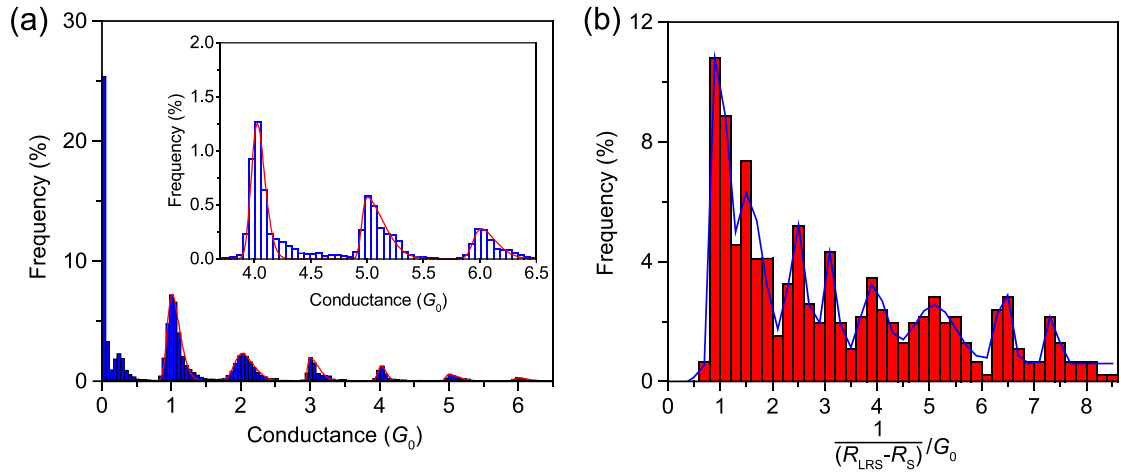 (a)
30
20
10
0
Frequency (%)
0 1 2 3 4 5 6
Conductance (G₀)
2.0
1.5
1.0
0.5
0.0
Frequency (%)
4.0 4.5 5.0 5.5 6.0 6.5
Conductance (G₀)
(b)
12
8
4
0
Frequency (%)
0 1 2 3 4 5 6 7 8
1
(R_LRS-R_S) /G₀